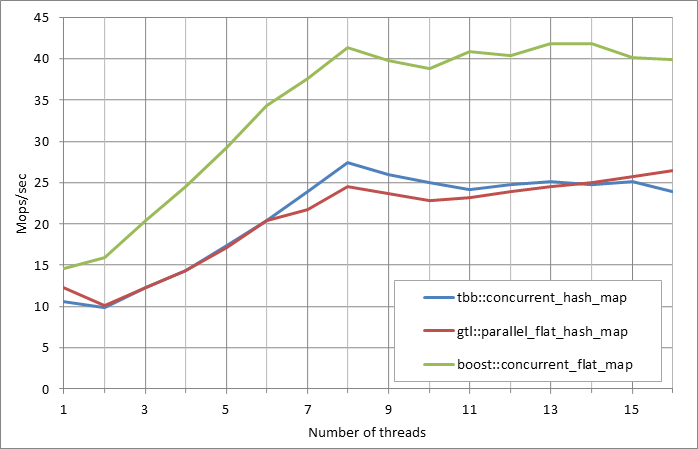 45
40
35
30
25
20
15
10
5
0
Mops/sec
tbb::concurrent_hash_map
gtl::parallel_flat_hash_map
boost::concurrent_flat_map
1 3 5 7 9 11 13 15
Number of threads